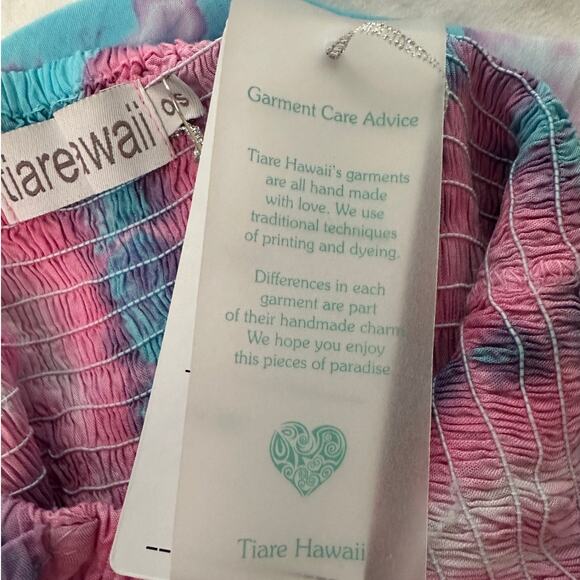 tiare
waii
OS
Garment Care Advice
Tiare Hawaii's garments
are all hand made
with love. We use
traditional techniques
of printing and dyeing.
Differences in each
garment are part
of their handmade charm
We hope you enjoy
this pieces of paradise
Tiare Hawaii